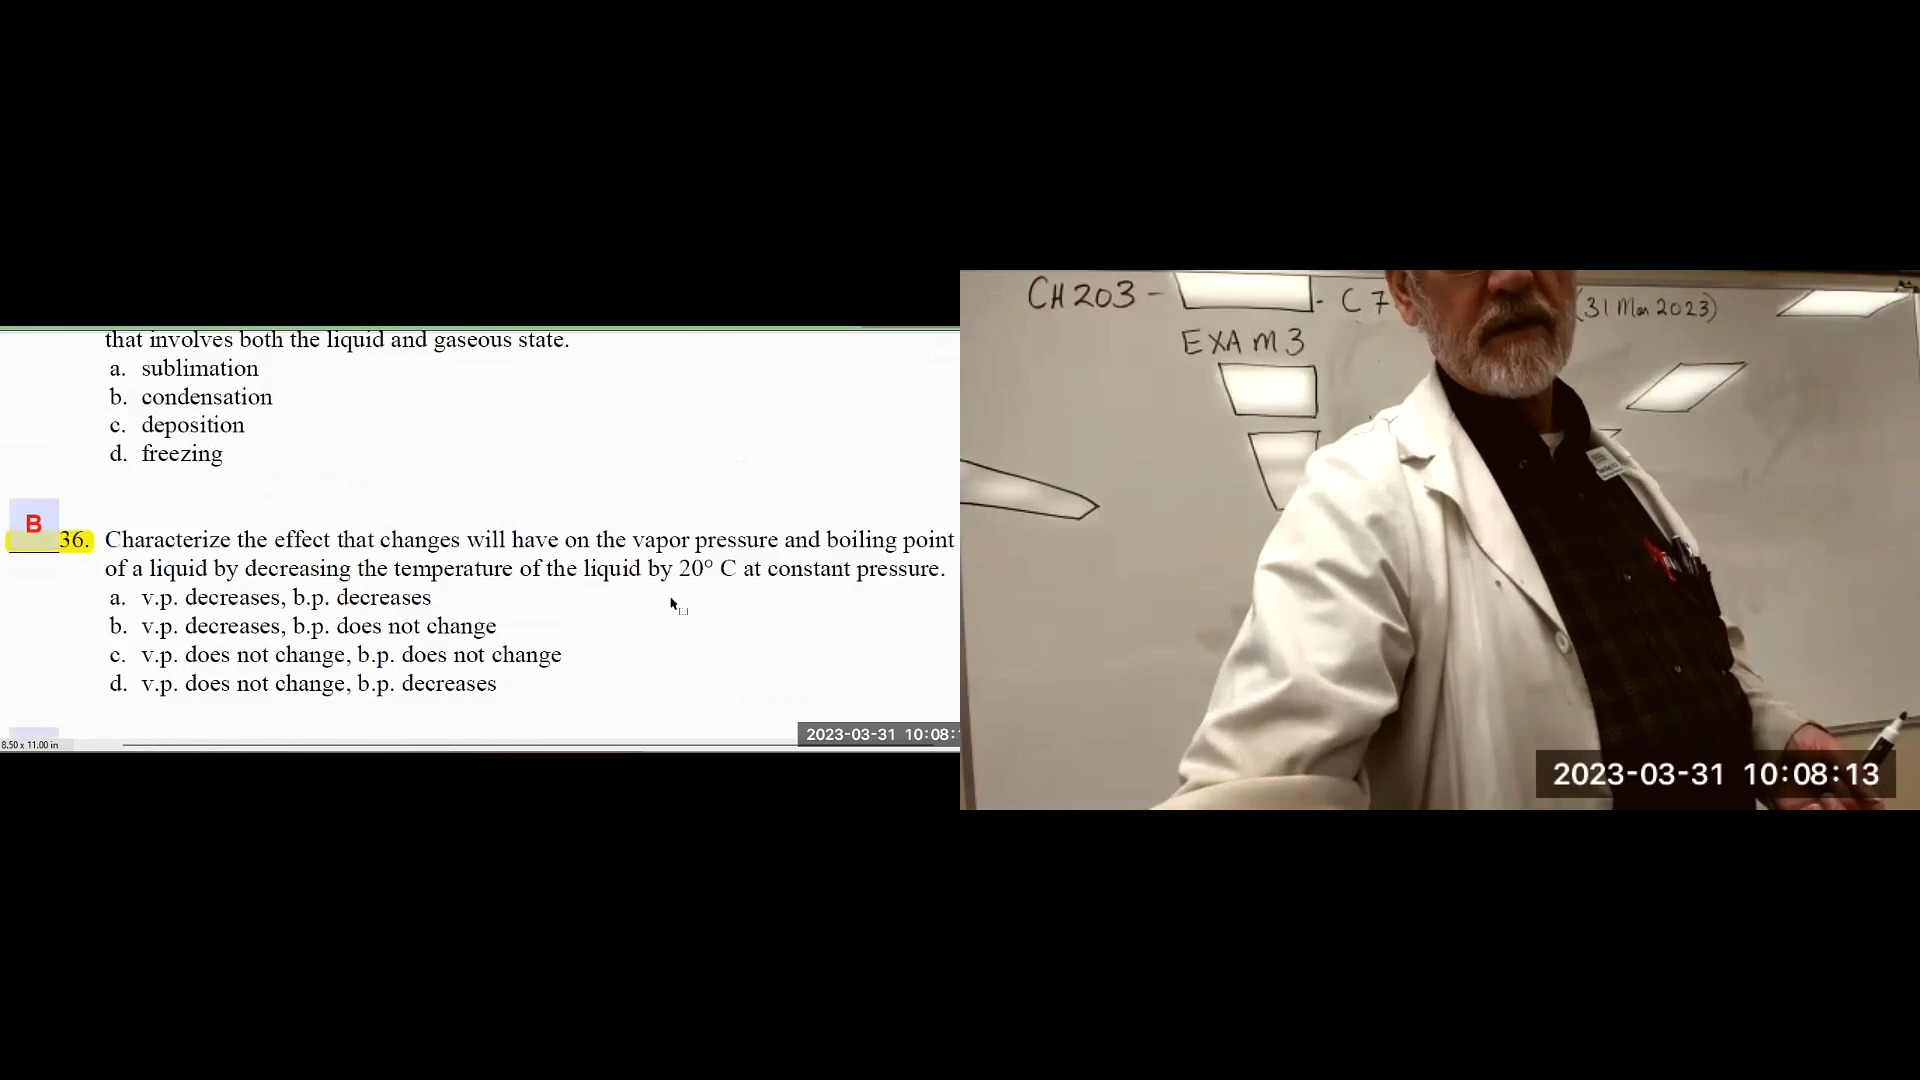 that involves both the liquid and gaseous state.
a. sublimation
b. condensation
c. deposition
d. freezing
B
36. Characterize the effect that changes will have on the vapor pressure and boiling point
of a liquid by decreasing the temperature of the liquid by 20° C at constant pressure.
a. v.p. decreases, b.p. decreases
b. v.p. decreases, b.p. does not change
c. v.p. does not change, b.p. does not change
d. v.p. does not change, b.p. decreases
2023-03-31 10:08:
8.50 x 11.00 in
CH203 - - C 7 (31 Mar 2023)
EXAM 3
2023-03-31 10:08:13